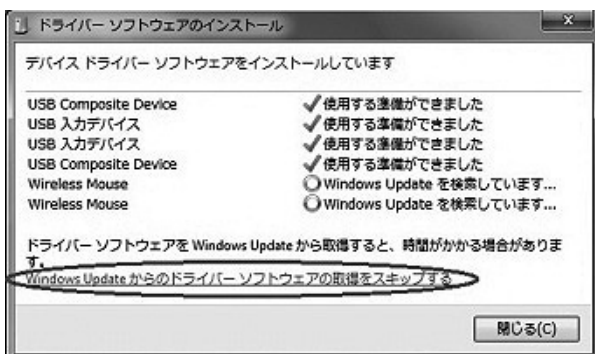 ドライバー ソフトウェアのインストール
デバイス ドライバー ソフトウェアをインストールしています
USB Composite Device 使用する準備ができました
USB 入力デバイス 使用する準備ができました
USB 入力デバイス 使用する準備ができました
USB Composite Device 使用する準備ができました
Wireless Mouse Windows Update を検索しています...
Wireless Mouse Windows Update を検索しています...
ドライバー ソフトウェアを Windows Update から取得すると、時間がかかる場合がありま
す。
Windows Update からのドライバー ソフトウェアの取得をスキップする
閉じる(C)